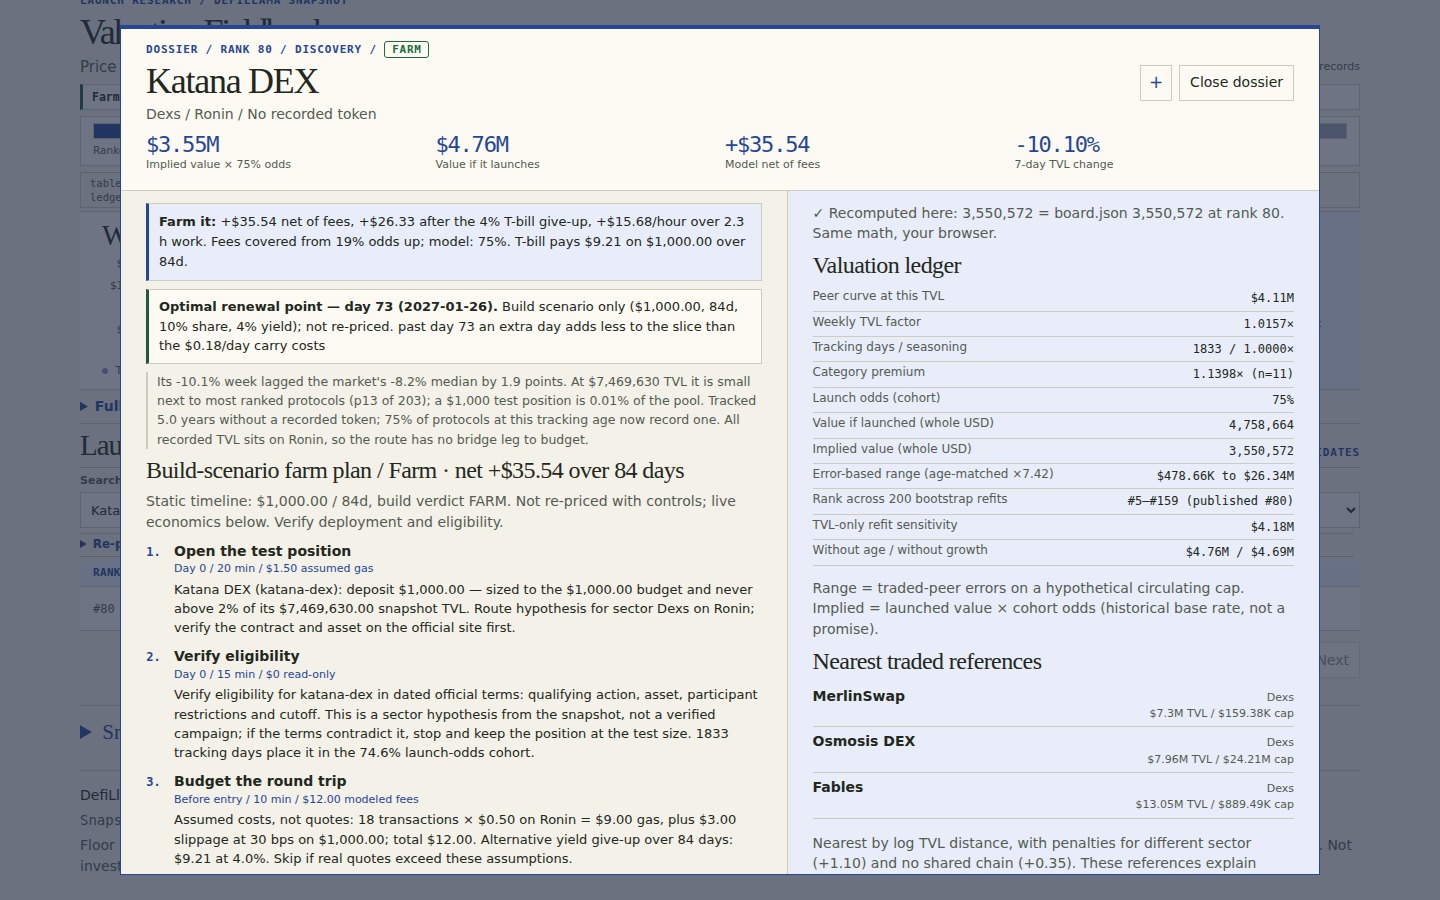 LAUNCH RESEARCH / DEFILLAMA SNAPSHOT
Price
records
Farm
Rank
table
ledge
Full
Lau
IDATES
Search
Kata
Re-p
RANK
#80
Next
DefiLl
Snaps
Floor
. Not
invest
DOSSIER / RANK 80 / DISCOVERY / FARM
Katana DEX
+
Close dossier
Dexs / Ronin / No recorded token
$3.55M
Implied value × 75% odds
$4.76M
Value if it launches
+$35.54
Model net of fees
-10.10%
7-day TVL change
Farm it: +$35.54 net of fees, +$26.33 after the 4% T-bill give-up, +$15.68/hour over 2.3
h work. Fees covered from 19% odds up; model: 75%. T-bill pays $9.21 on $1,000.00 over
84d.
Optimal renewal point — day 73 (2027-01-26). Build scenario only ($1,000.00, 84d,
10% share, 4% yield); not re-priced. past day 73 an extra day adds less to the slice than
the $0.18/day carry costs
Its -10.1% week lagged the market's -8.2% median by 1.9 points. At $7,469,630 TVL it is small
next to most ranked protocols (p13 of 203); a $1,000 test position is 0.01% of the pool. Tracked
5.0 years without a recorded token; 75% of protocols at this tracking age now record one. All
recorded TVL sits on Ronin, so the route has no bridge leg to budget.
Build-scenario farm plan / Farm · net +$35.54 over 84 days
Static timeline: $1,000.00 / 84d, build verdict FARM. Not re-priced with controls; live
economics below. Verify deployment and eligibility.
1. Open the test position
Day 0 / 20 min / $1.50 assumed gas
Katana DEX (katana-dex): deposit $1,000.00 — sized to the $1,000.00 budget and never
above 2% of its $7,469,630.00 snapshot TVL. Route hypothesis for sector Dexs on Ronin;
verify the contract and asset on the official site first.
2. Verify eligibility
Day 0 / 15 min / $0 read-only
Verify eligibility for katana-dex in dated official terms: qualifying action, asset, participant
restrictions and cutoff. This is a sector hypothesis from the snapshot, not a verified
campaign; if the terms contradict it, stop and keep the position at the test size. 1833
tracking days place it in the 74.6% launch-odds cohort.
3. Budget the round trip
Before entry / 10 min / $12.00 modeled fees
Assumed costs, not quotes: 18 transactions × $0.50 on Ronin = $9.00 gas, plus $3.00
slippage at 30 bps on $1,000.00; total $12.00. Alternative yield give-up over 84 days:
$9.21 at 4.0%. Skip if real quotes exceed these assumptions.
✓ Recomputed here: 3,550,572 = board.json 3,550,572 at rank 80.
Same math, your browser.
Valuation ledger
Peer curve at this TVL $4.11M
Weekly TVL factor 1.0157×
Tracking days / seasoning 1833 / 1.0000×
Category premium 1.1398× (n=11)
Launch odds (cohort) 75%
Value if launched (whole USD) 4,758,664
Implied value (whole USD) 3,550,572
Error-based range (age-matched ×7.42) $478.66K to $26.34M
Rank across 200 bootstrap refits #5–#159 (published #80)
TVL-only refit sensitivity $4.18M
Without age / without growth $4.76M / $4.69M
Range = traded-peer errors on a hypothetical circulating cap.
Implied = launched value × cohort odds (historical base rate, not a
promise).
Nearest traded references
MerlinSwap Dexs
$7.3M TVL / $159.38K cap
Osmosis DEX Dexs
$7.96M TVL / $24.21M cap
Fables Dexs
$13.05M TVL / $889.49K cap
Nearest by log TVL distance, with penalties for different sector
(+1.10) and no shared chain (+0.35). These references explain